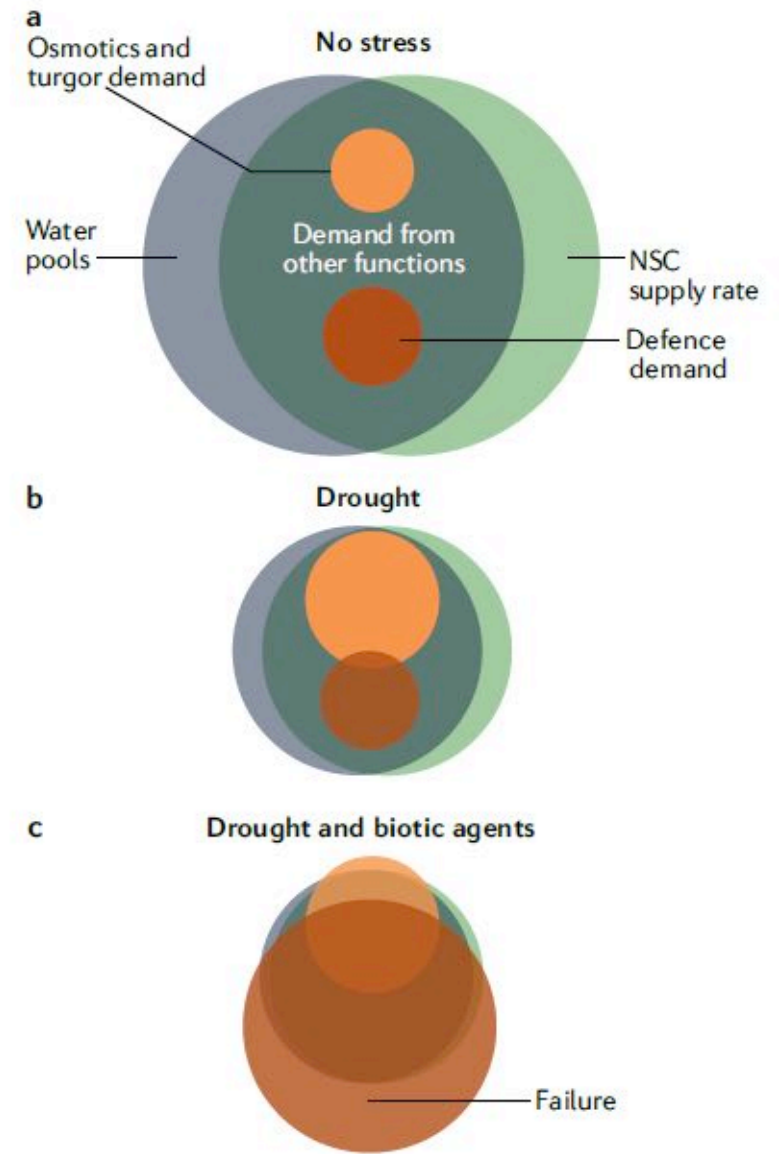 a
No stress
Osmotics and
turgor demand
Water
pools
Demand from
other functions
NSC
supply rate
Defence
demand
b
Drought
c
Drought and biotic agents
Failure